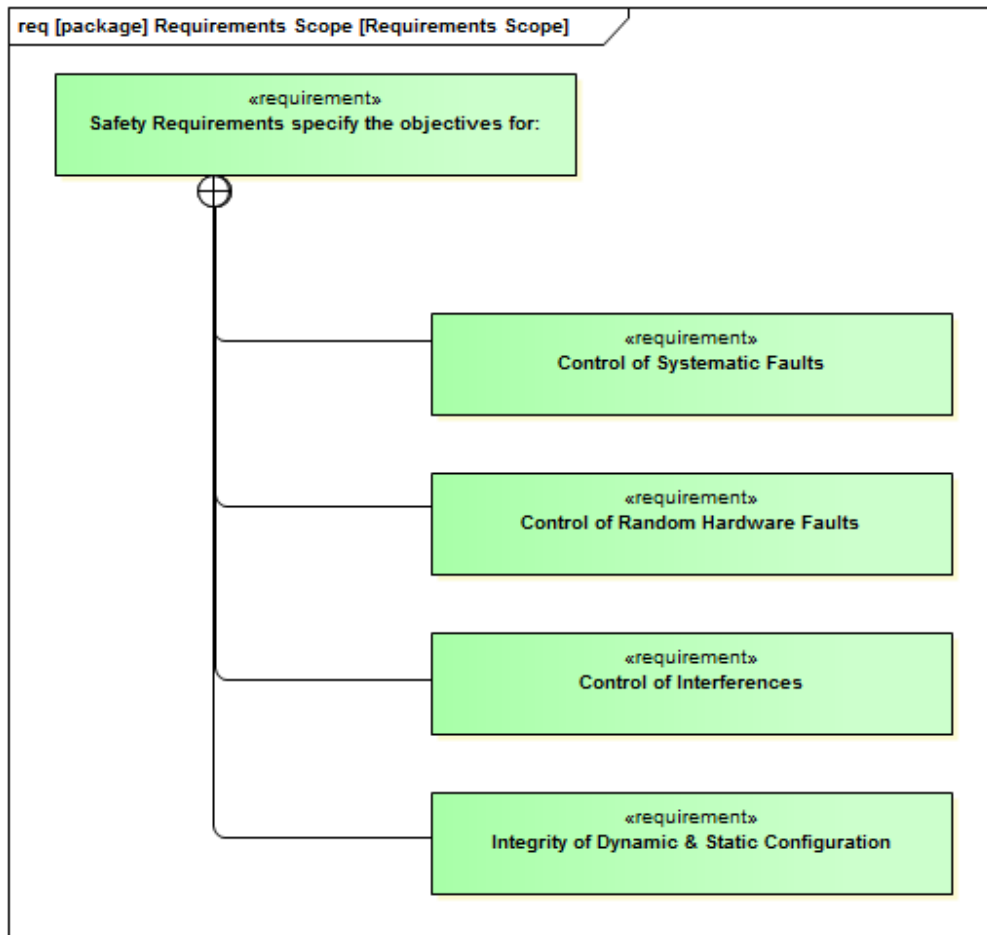 req [package] Requirements Scope [Requirements Scope]
«requirement»
Safety Requirements specify the objectives for:
«requirement»
Control of Systematic Faults
«requirement»
Control of Random Hardware Faults
«requirement»
Control of Interferences
«requirement»
Integrity of Dynamic & Static Configuration